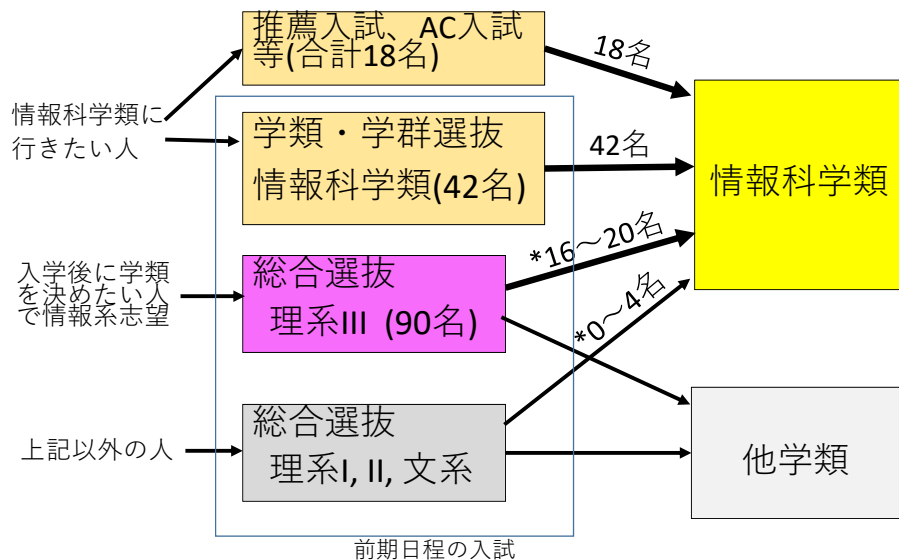 推薦入試、AC入試
等(合計18名)
18名
情報科学類に
行きたい人
学類・学群選抜
情報科学類(42名)
42名
情報科学類
入学後に学類
を決めたい人
で情報系志望
総合選抜
理系III (90名)
*16～20名
*0～4名
上記以外の人
総合選抜
理系I, II, 文系
他学類
前期日程の入試